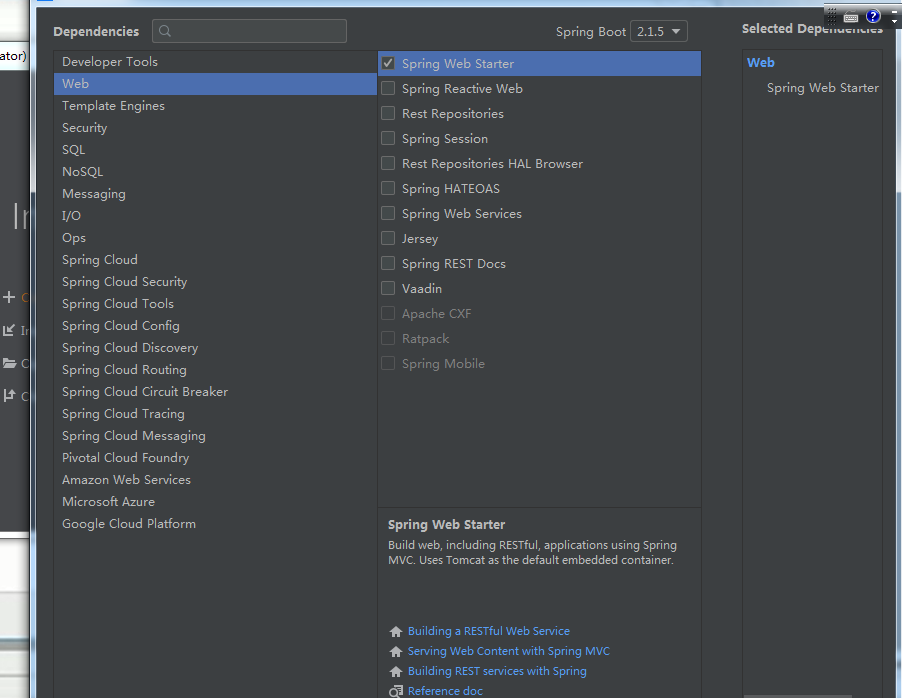 Dependencies
Spring Boot 2.1.5
Selected Dependencies
ator)
Developer Tools
Web
Template Engines
Security
SQL
NoSQL
Messaging
I/O
Ops
Spring Cloud
Spring Cloud Security
Spring Cloud Tools
Spring Cloud Config
Spring Cloud Discovery
Spring Cloud Routing
Spring Cloud Circuit Breaker
Spring Cloud Tracing
Spring Cloud Messaging
Pivotal Cloud Foundry
Amazon Web Services
Microsoft Azure
Google Cloud Platform
Spring Web Starter
Spring Reactive Web
Rest Repositories
Spring Session
Rest Repositories HAL Browser
Spring HATEOAS
Spring Web Services
Jersey
Spring REST Docs
Vaadin
Apache CXF
Ratpack
Spring Mobile
Spring Web Starter
Build web, including RESTful, applications using Spring
MVC. Uses Tomcat as the default embedded container.
Building a RESTful Web Service
Serving Web Content with Spring MVC
Building REST services with Spring
Reference doc
Web
Spring Web Starter